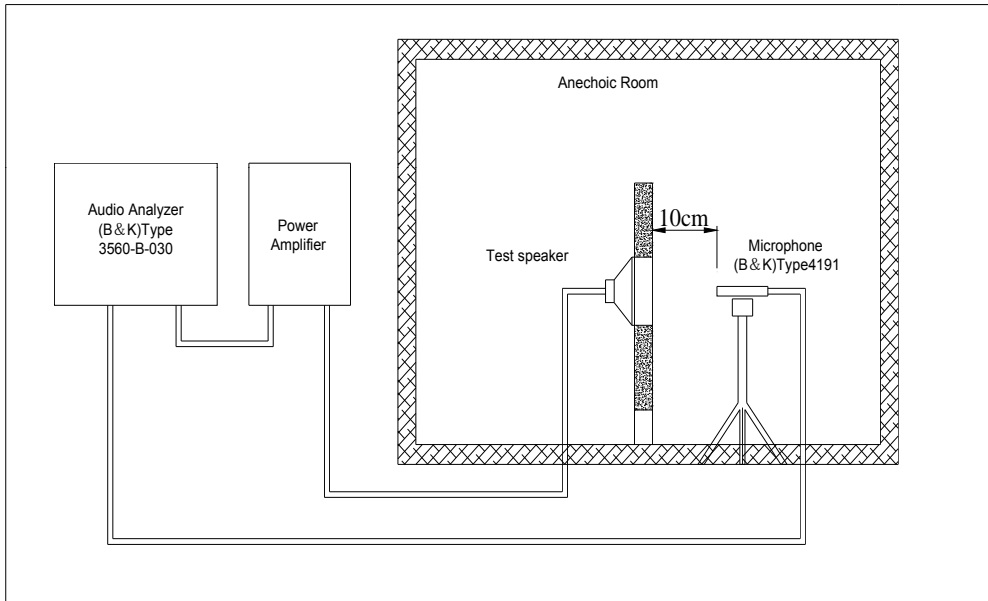 Anechoic Room
Audio Analyzer
(B&K)Type
3560-B-030
Power
Amplifier
Test speaker
10cm
Microphone
(B&K)Type4191